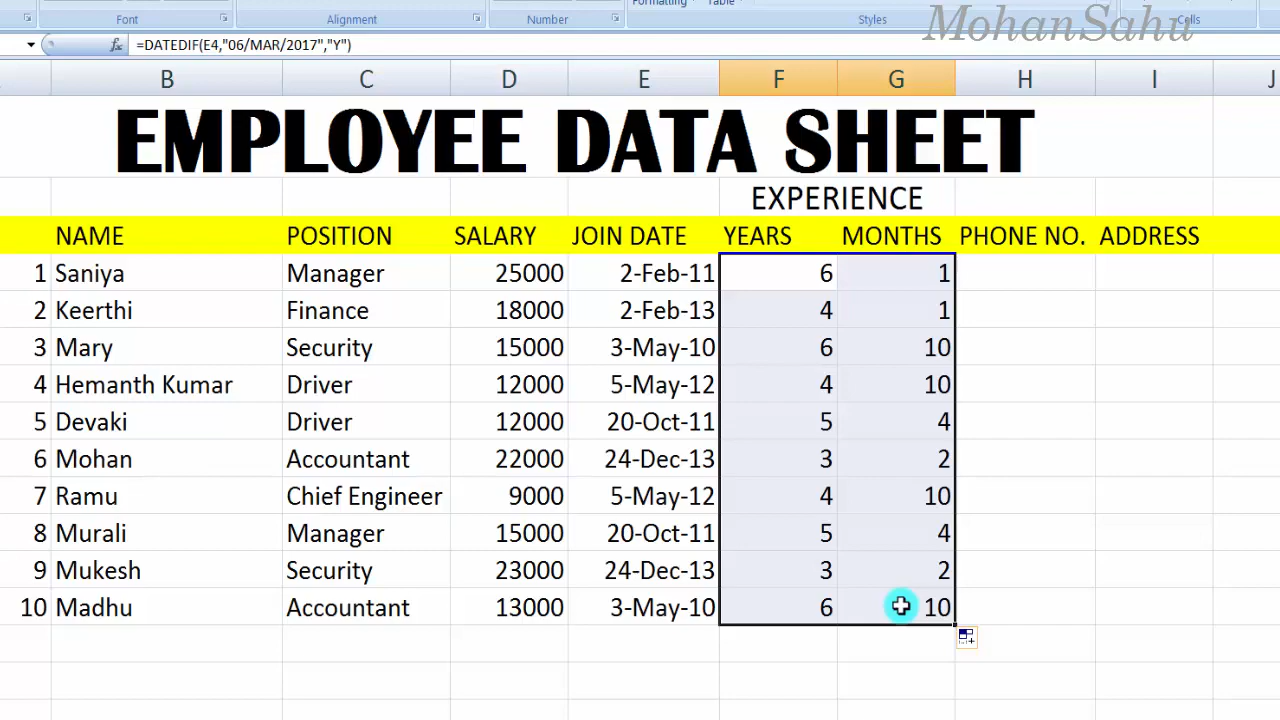 Formatting Table
Font Alignment Number Styles Cells
MohanSahu
fx =DATEDIF(E4,"06/MAR/2017","Y")
B C D E F G H I J
EMPLOYEE DATA SHEET
EXPERIENCE
NAME POSITION SALARY JOIN DATE YEARS MONTHS PHONE NO. ADDRESS
1 Saniya Manager 25000 2-Feb-11 6 1
2 Keerthi Finance 18000 2-Feb-13 4 1
3 Mary Security 15000 3-May-10 6 10
4 Hemanth Kumar Driver 12000 5-May-12 4 10
5 Devaki Driver 12000 20-Oct-11 5 4
6 Mohan Accountant 22000 24-Dec-13 3 2
7 Ramu Chief Engineer 9000 5-May-12 4 10
8 Murali Manager 15000 20-Oct-11 5 4
9 Mukesh Security 23000 24-Dec-13 3 2
10 Madhu Accountant 13000 3-May-10 6 10